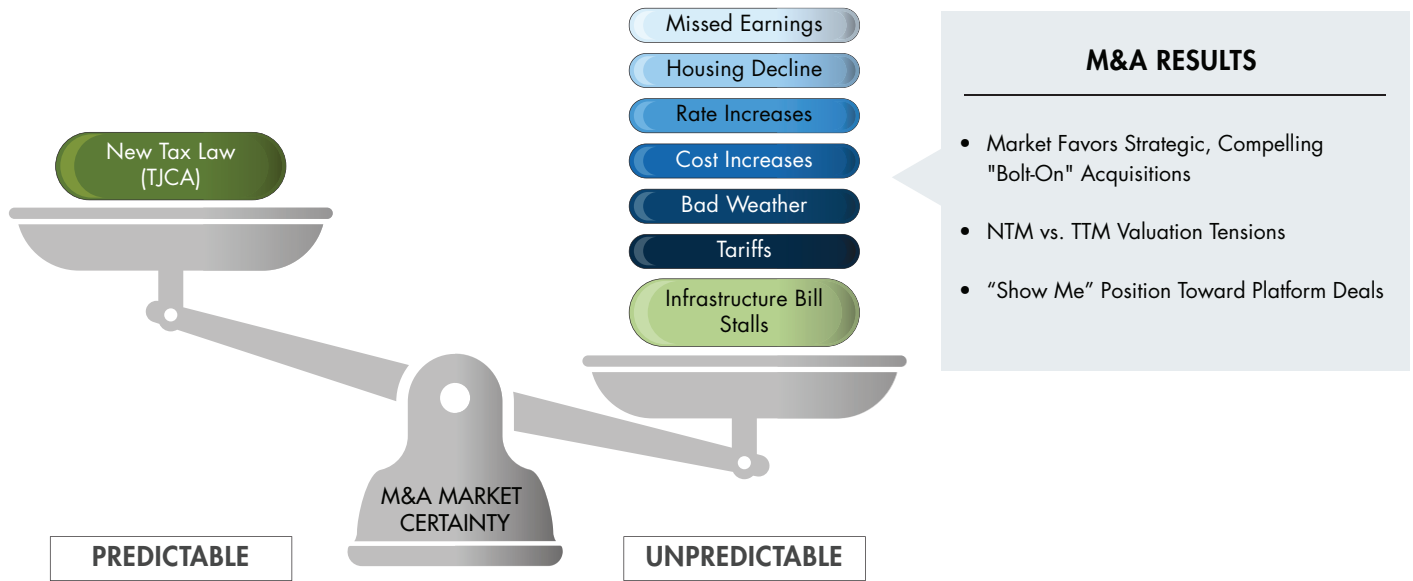 New Tax Law
(TJCA)
PREDICTABLE
M&A MARKET
CERTAINTY
Missed Earnings
Housing Decline
Rate Increases
Cost Increases
Bad Weather
Tariffs
Infrastructure Bill
Stalls
UNPREDICTABLE
M&A RESULTS
• Market Favors Strategic, Compelling
"Bolt-On" Acquisitions
• NTM vs. TTM Valuation Tensions
• “Show Me” Position Toward Platform Deals